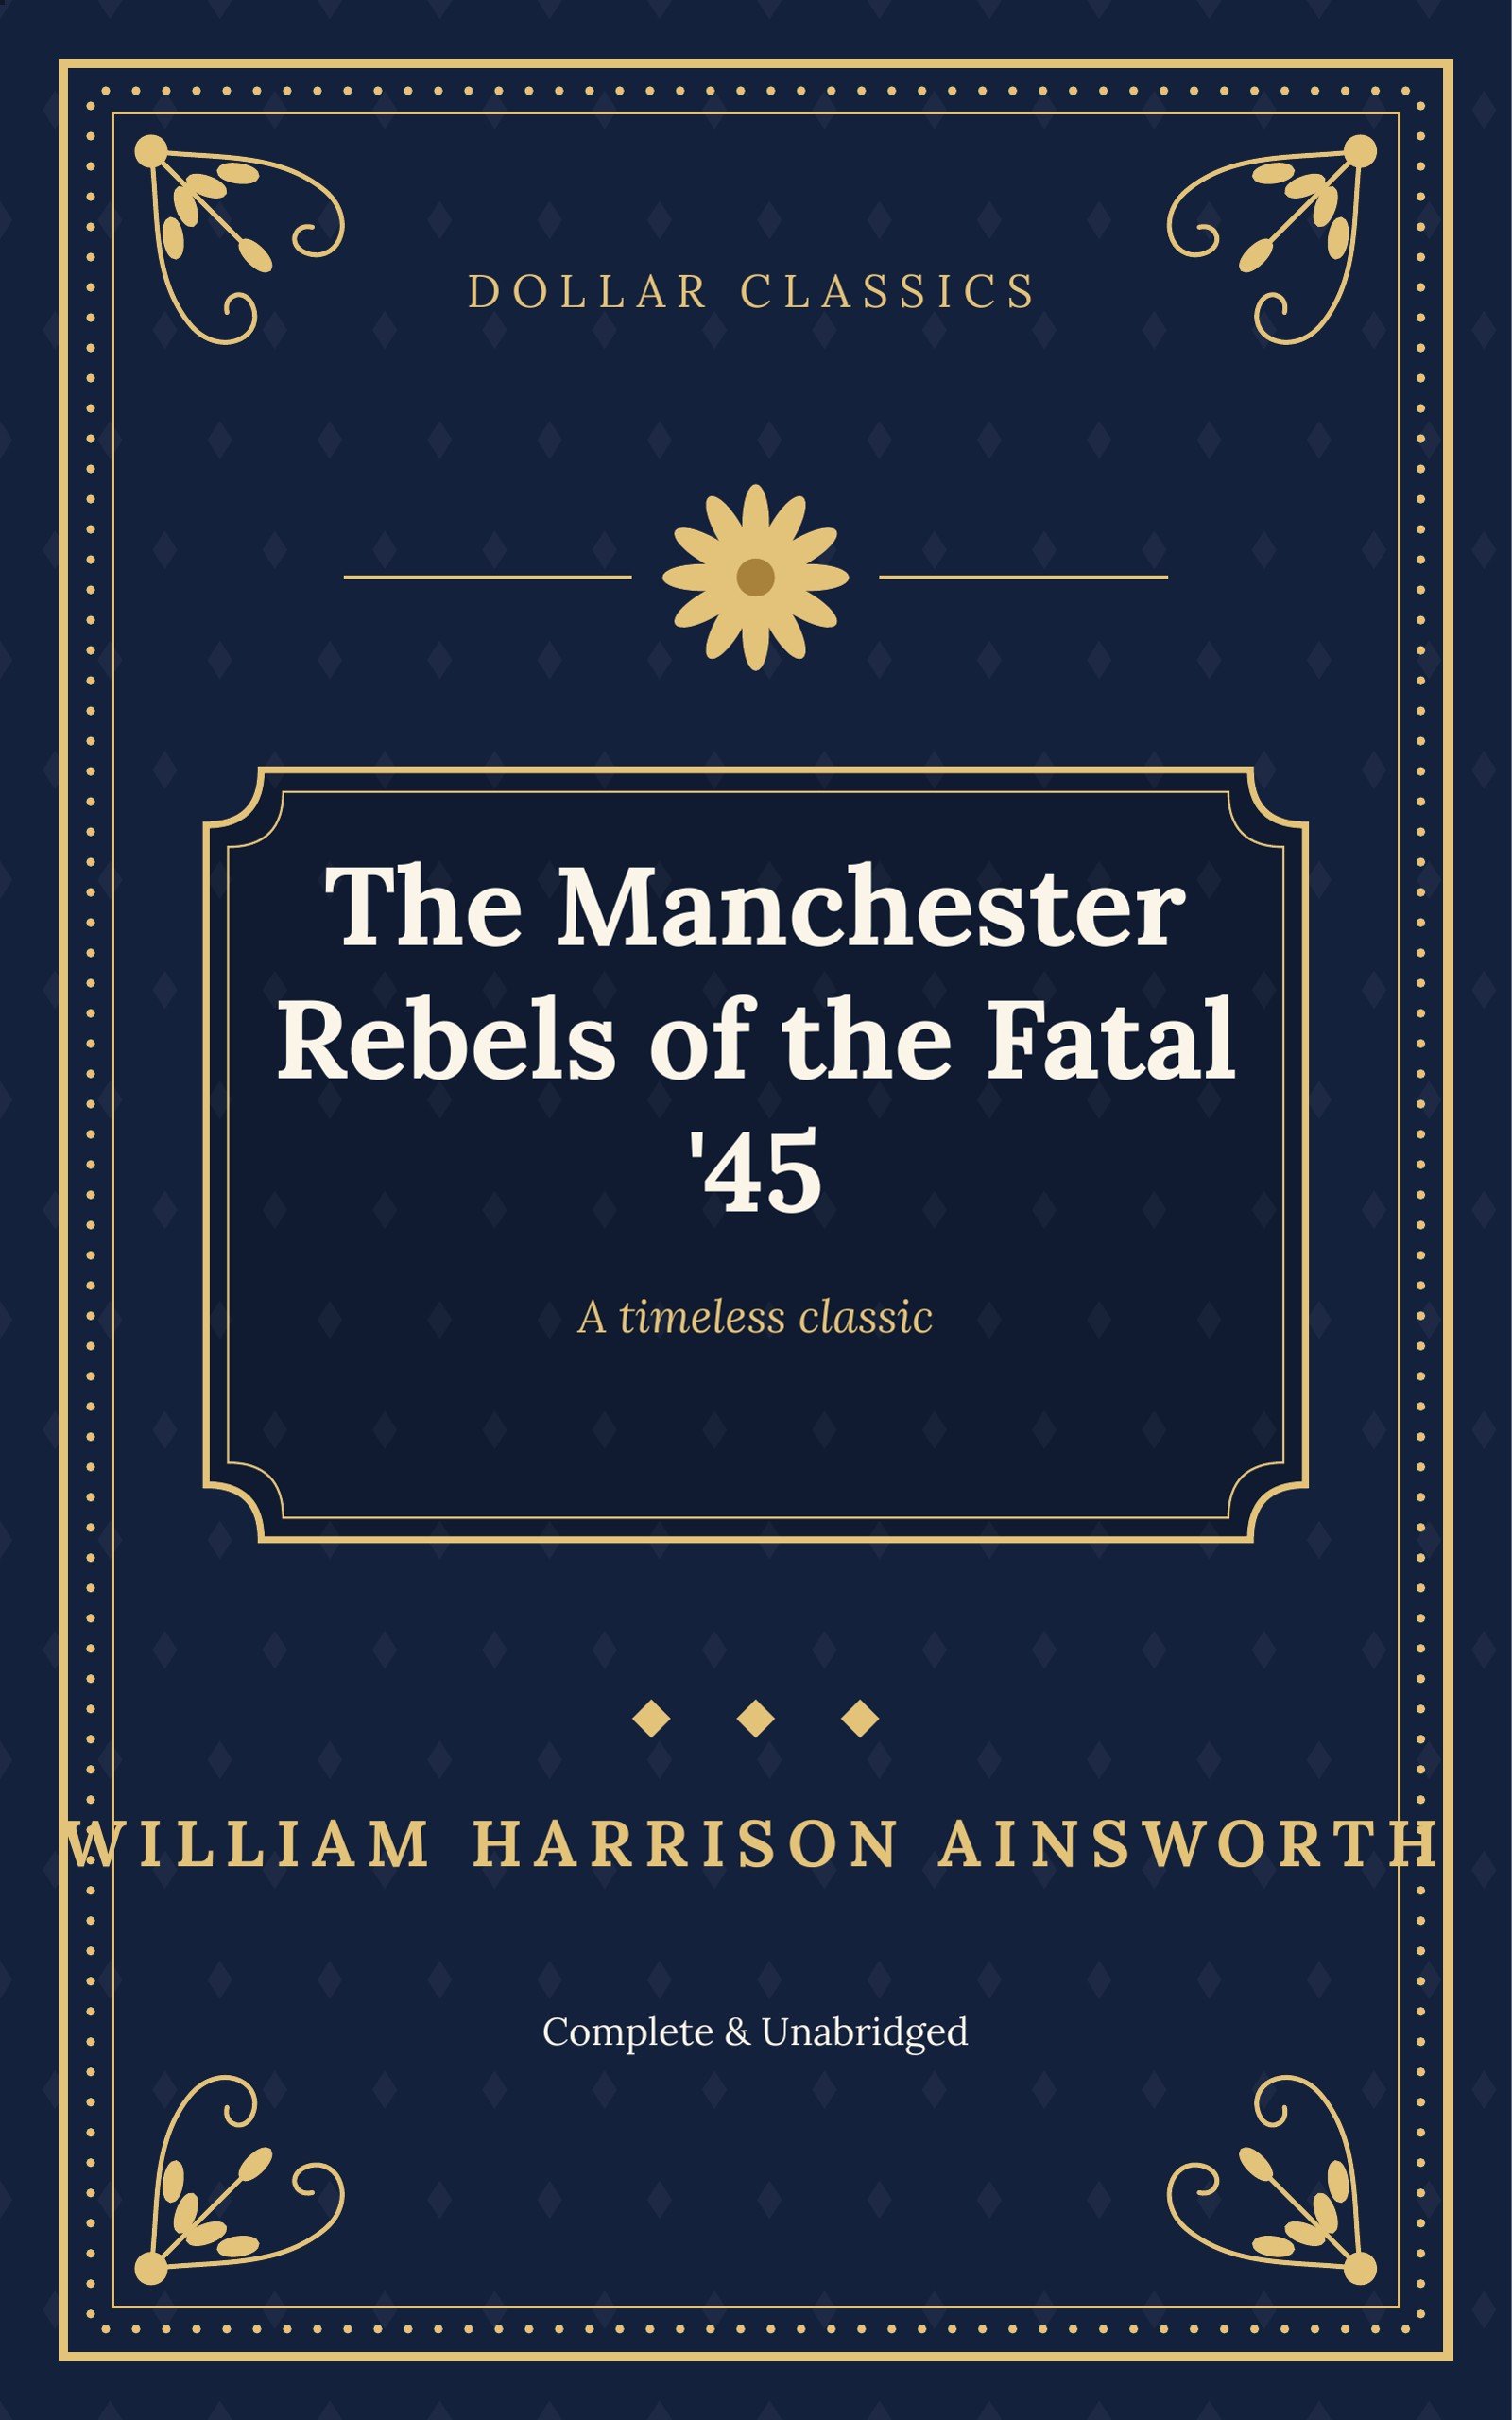 DOLLAR CLASSICS
The Manchester
Rebels of the Fatal
'45
A timeless classic
WILLIAM HARRISON AINSWORTH
Complete & Unabridged